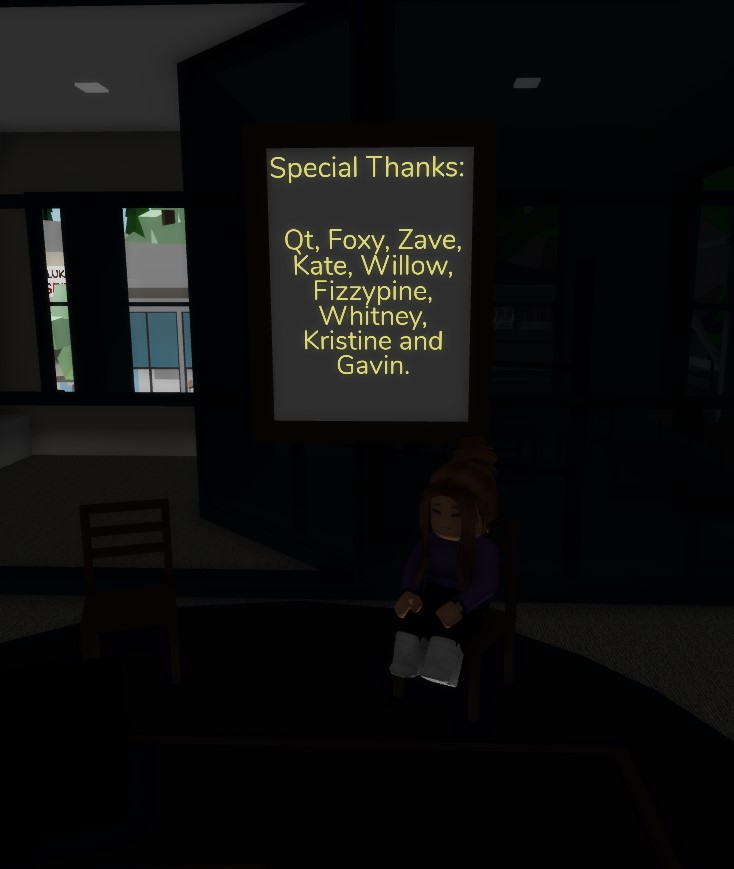 Special Thanks:
Qt, Foxy, Zave,
Kate, Willow,
Fizzypine,
Whitney,
Kristine and
Gavin.